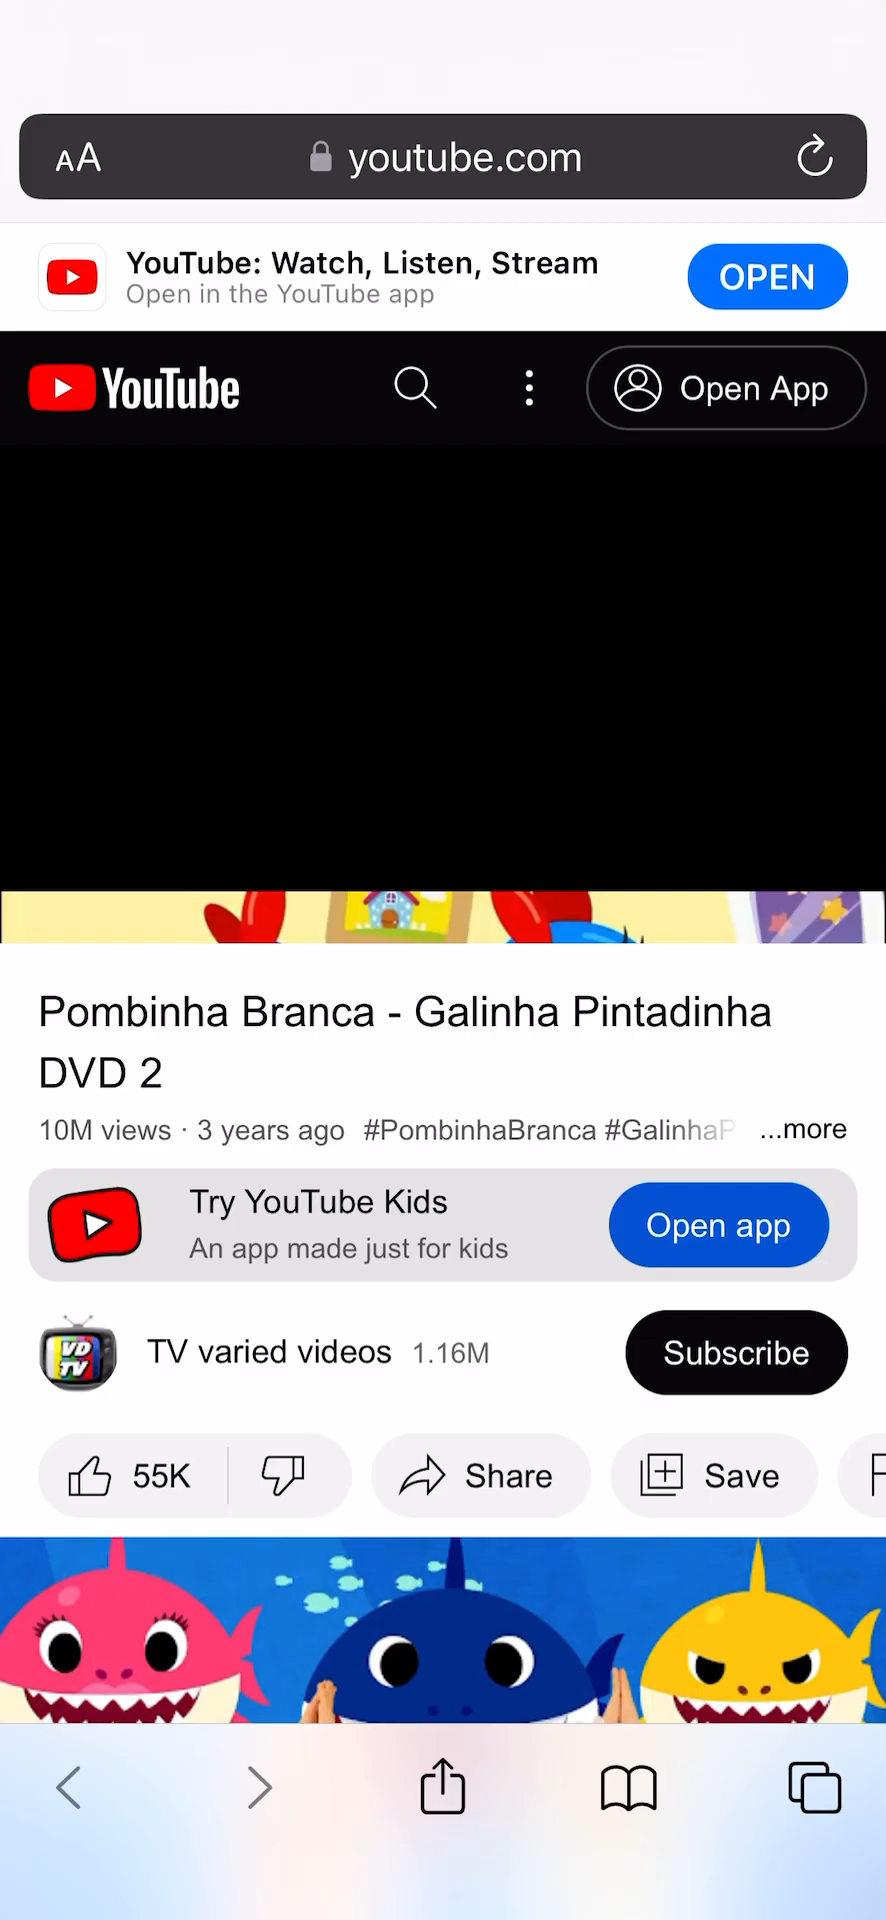 AA
youtube.com
YouTube: Watch, Listen, Stream
Open in the YouTube app
OPEN
YouTube
Open App
Pombinha Branca - Galinha Pintadinha
DVD 2
10M views · 3 years ago #PombinhaBranca #GalinhaP ...more
Try YouTube Kids
An app made just for kids
Open app
VD
TV
TV varied videos 1.16M
Subscribe
55K
Share
Save